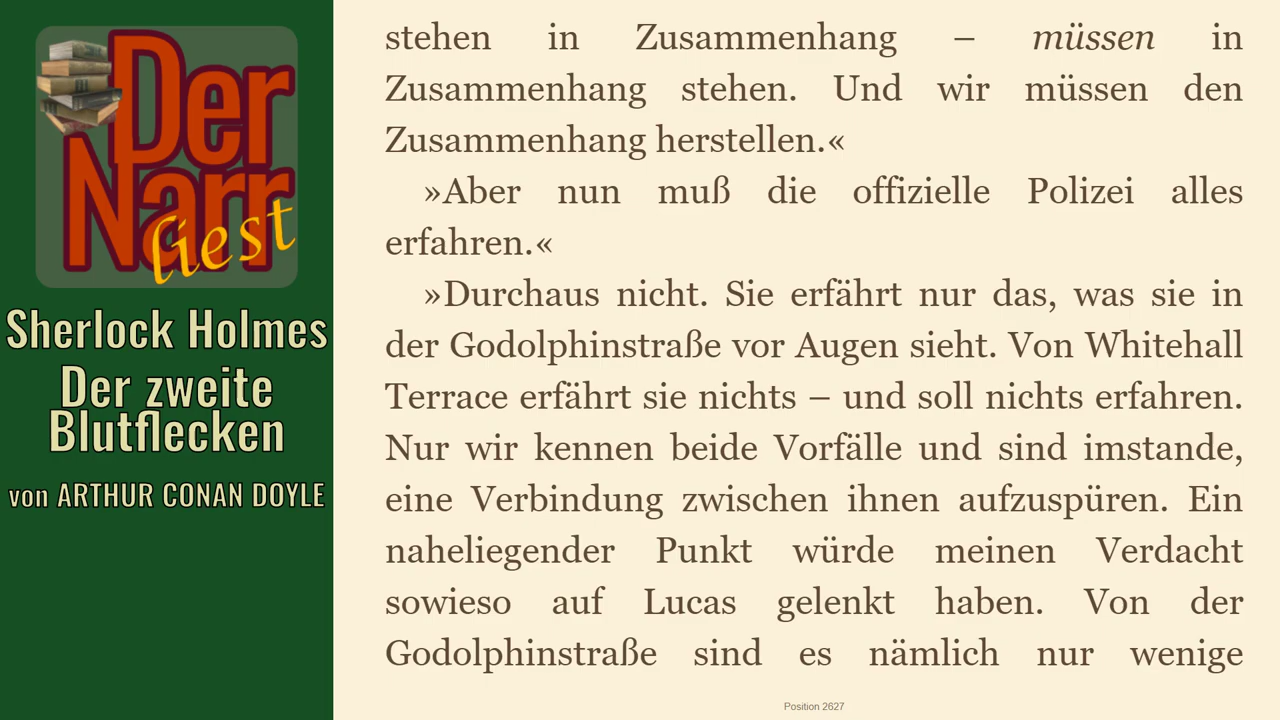 Der
Narr
liest
Sherlock Holmes
Der zweite
Blutflecken
von ARTHUR CONAN DOYLE
stehen in Zusammenhang – müssen in
Zusammenhang stehen. Und wir müssen den
Zusammenhang herstellen.«
»Aber nun muß die offizielle Polizei alles
erfahren.«
»Durchaus nicht. Sie erfährt nur das, was sie in
der Godolphinstraße vor Augen sieht. Von Whitehall
Terrace erfährt sie nichts – und soll nichts erfahren.
Nur wir kennen beide Vorfälle und sind imstande,
eine Verbindung zwischen ihnen aufzuspüren. Ein
naheliegender Punkt würde meinen Verdacht
sowieso auf Lucas gelenkt haben. Von der
Godolphinstraße sind es nämlich nur wenige
Position 2627